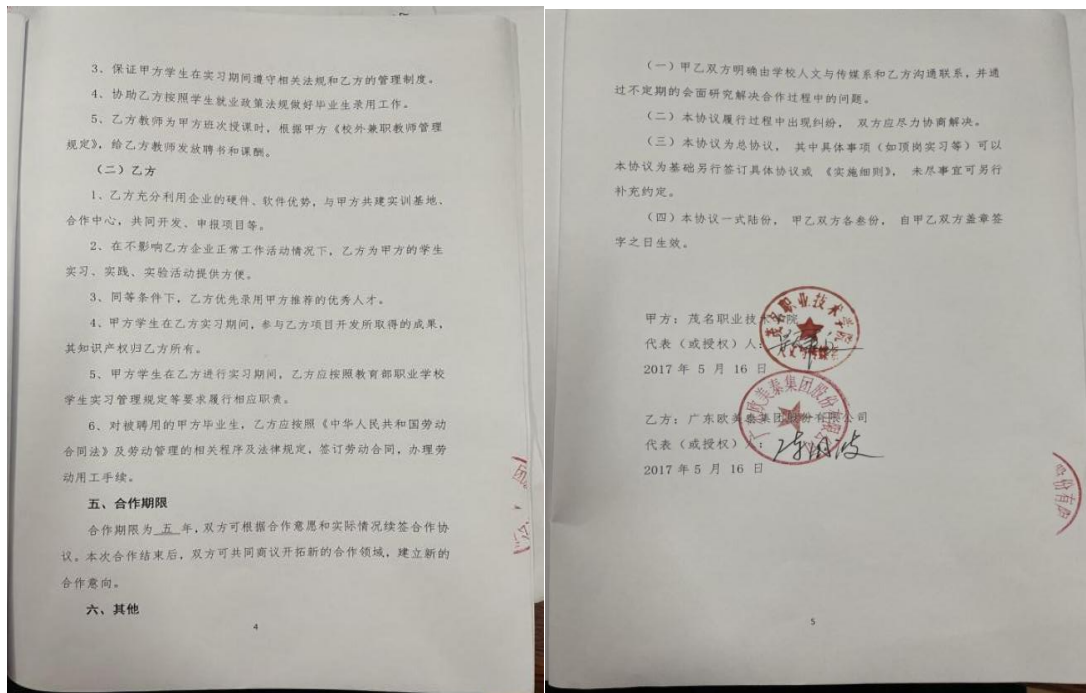 3、保证甲方学生在实习期间遵守相关法规和乙方的管理制度。
4、协助乙方按照学生就业政策法规做好毕业生录用工作。
5、乙方教师为甲方班次授课时，根据甲方《校外兼职教师管理
规定》，给乙方教师发放聘书和课酬。
（二）乙方
1、乙方充分利用企业的硬件、软件优势，与甲方共建实训基地、
合作中心，共同开发、申报项目等。
2、在不影响乙方企业正常工作活动情况下，乙方为甲方的学生
实习、实践、实验活动提供方便。
3、同等条件下，乙方优先录用甲方推荐的优秀人才。
4、甲方学生在乙方实习期间，参与乙方项目开发所取得的成果，
其知识产权归乙方所有。
5、甲方学生在乙方进行实习期间，乙方应按照教育部职业学校
学生实习管理规定等要求履行相应职责。
6、对被聘用的甲方毕业生，乙方应按照《中华人民共和国劳动
合同法》及劳动管理的相关程序及法律规定，签订劳动合同，办理劳
动用工手续。
五、合作期限
合作期限为 五 年，双方可根据合作意愿和实际情况续签合作协
议。本次合作结束后，双方可共同商议开拓新的合作领域，建立新的
合作意向。
六、其他
4
（一）甲乙双方明确由学校人文与传媒系和乙方沟通联系，并通
过不定期的会面研究解决合作过程中的问题。
（二）本协议履行过程中出现纠纷， 双方应尽力协商解决。
（三）本协议为总协议， 其中具体事项（如顶岗实习等）可以
本协议为基础另行签订具体协议或 《实施细则》， 未尽事宜可另行
补充约定。
（四）本协议一式陆份， 甲乙双方各叁份， 自甲乙双方盖章签
字之日生效。
甲方：茂名职业技术学院
代表（或授权）人：
2017 年 5 月 16 日
茂名职业技术学院
乙方：广东欧美泰集团股份有限公司
代表（或授权）人：
2017 年 5 月 16 日
广东欧美泰集团股份有限公司
股份有限
5